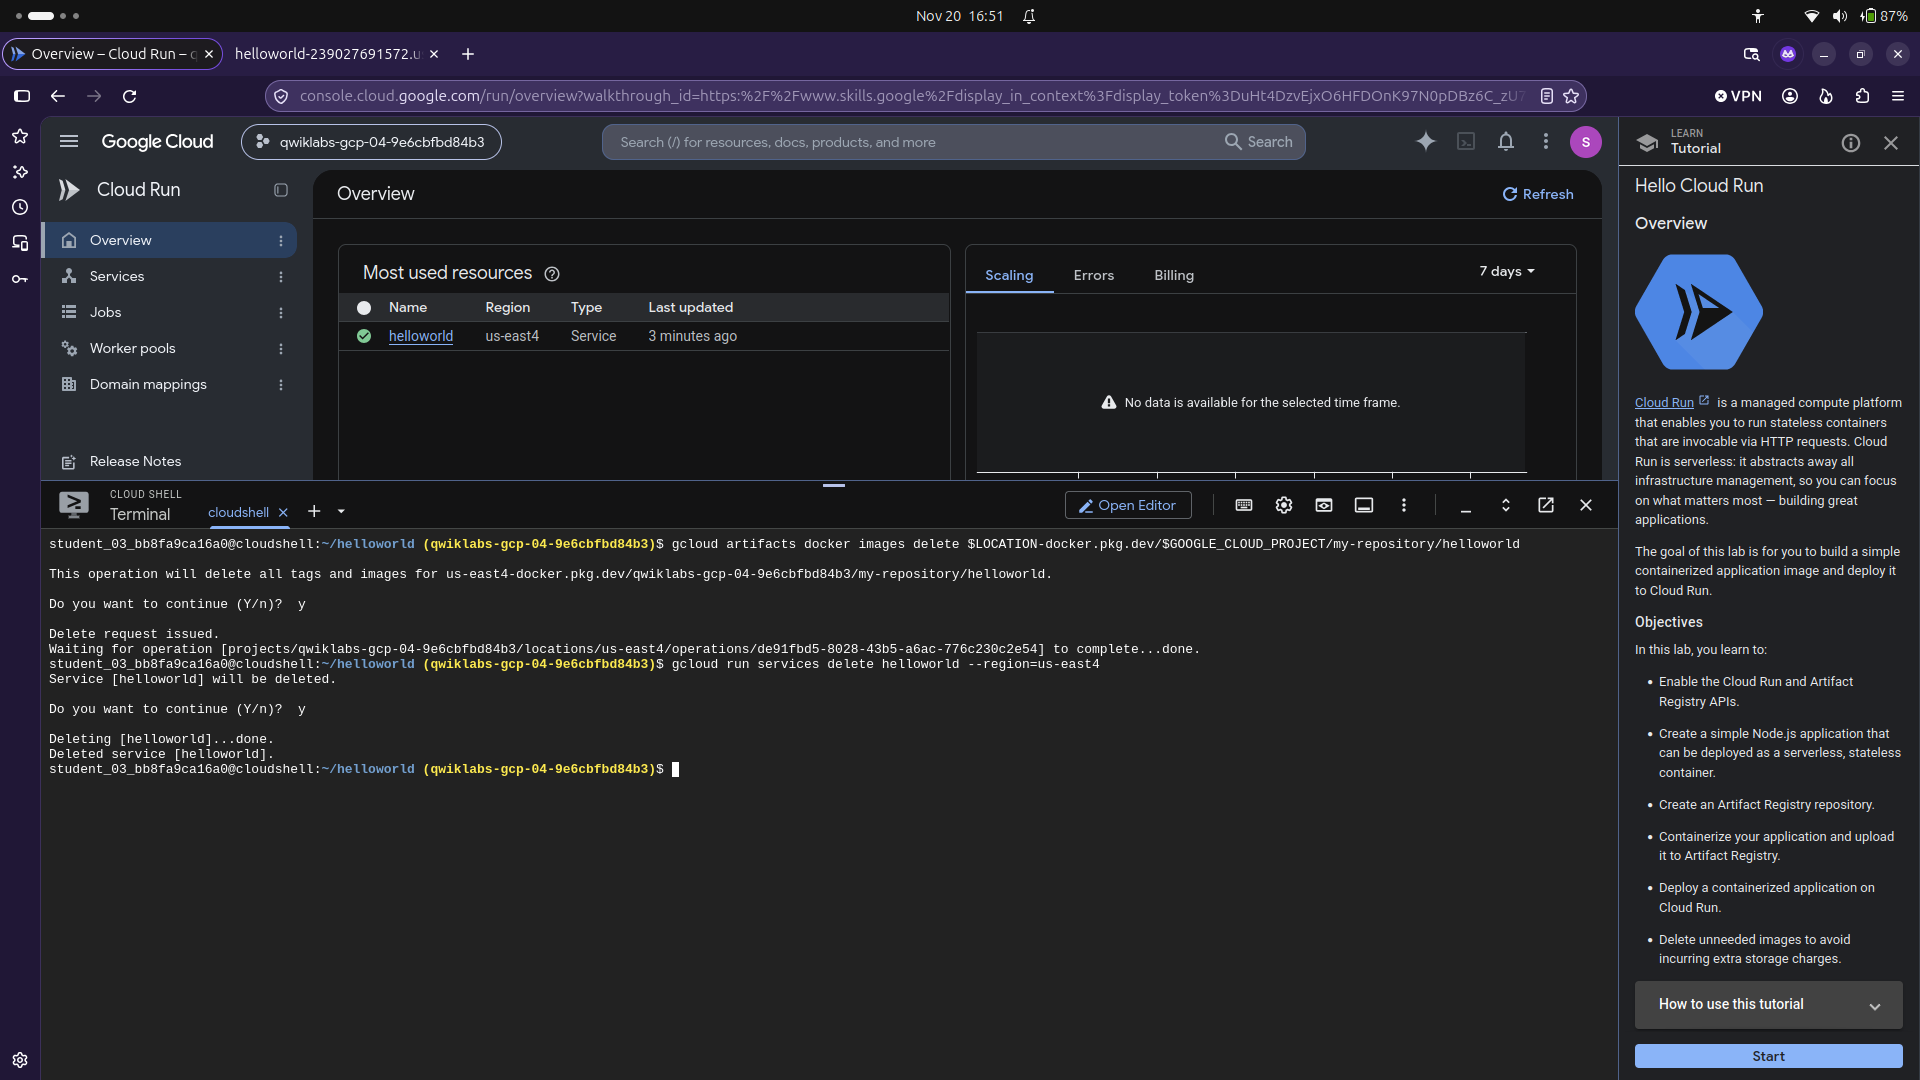 Nov 20 16:51
87%
Overview – Cloud Run – q
helloworld-239027691572.u
console.cloud.google.com/run/overview?walkthrough_id=https:%2F%2Fwww.skills.google%2Fdisplay_in_context%3Fdisplay_token%3DuHt4DzvEjxO6HFDOnK97N0pDBz6C_zU7
VPN
Google Cloud
qwiklabs-gcp-04-9e6cbfbd84b3
Search (/) for resources, docs, products, and more
Search
S
LEARN
Tutorial
Cloud Run
Overview
Services
Jobs
Worker pools
Domain mappings
Release Notes
Overview
Refresh
Most used resources
Name Region Type Last updated
helloworld us-east4 Service 3 minutes ago
Scaling Errors Billing
7 days
No data is available for the selected time frame.
CLOUD SHELL
Terminal
cloudshell
Open Editor
student_03_bb8fa9ca16a0@cloudshell:~/helloworld (qwiklabs-gcp-04-9e6cbfbd84b3)$ gcloud artifacts docker images delete $LOCATION-docker.pkg.dev/$GOOGLE_CLOUD_PROJECT/my-repository/helloworld
This operation will delete all tags and images for us-east4-docker.pkg.dev/qwiklabs-gcp-04-9e6cbfbd84b3/my-repository/helloworld.
Do you want to continue (Y/n)?  y
Delete request issued.
Waiting for operation [projects/qwiklabs-gcp-04-9e6cbfbd84b3/locations/us-east4/operations/de91fbd5-8028-43b5-a6ac-776c230c2e54] to complete...done.
student_03_bb8fa9ca16a0@cloudshell:~/helloworld (qwiklabs-gcp-04-9e6cbfbd84b3)$ gcloud run services delete helloworld --region=us-east4
Service [helloworld] will be deleted.
Do you want to continue (Y/n)?  y
Deleting [helloworld]...done.
Deleted service [helloworld].
student_03_bb8fa9ca16a0@cloudshell:~/helloworld (qwiklabs-gcp-04-9e6cbfbd84b3)$
Hello Cloud Run
Overview
Cloud Run is a managed compute platform
that enables you to run stateless containers
that are invocable via HTTP requests. Cloud
Run is serverless: it abstracts away all
infrastructure management, so you can focus
on what matters most — building great
applications.
The goal of this lab is for you to build a simple
containerized application image and deploy it
to Cloud Run.
Objectives
In this lab, you learn to:
• Enable the Cloud Run and Artifact
Registry APIs.
• Create a simple Node.js application that
can be deployed as a serverless, stateless
container.
• Create an Artifact Registry repository.
• Containerize your application and upload
it to Artifact Registry.
• Deploy a containerized application on
Cloud Run.
• Delete unneeded images to avoid
incurring extra storage charges.
How to use this tutorial
Start